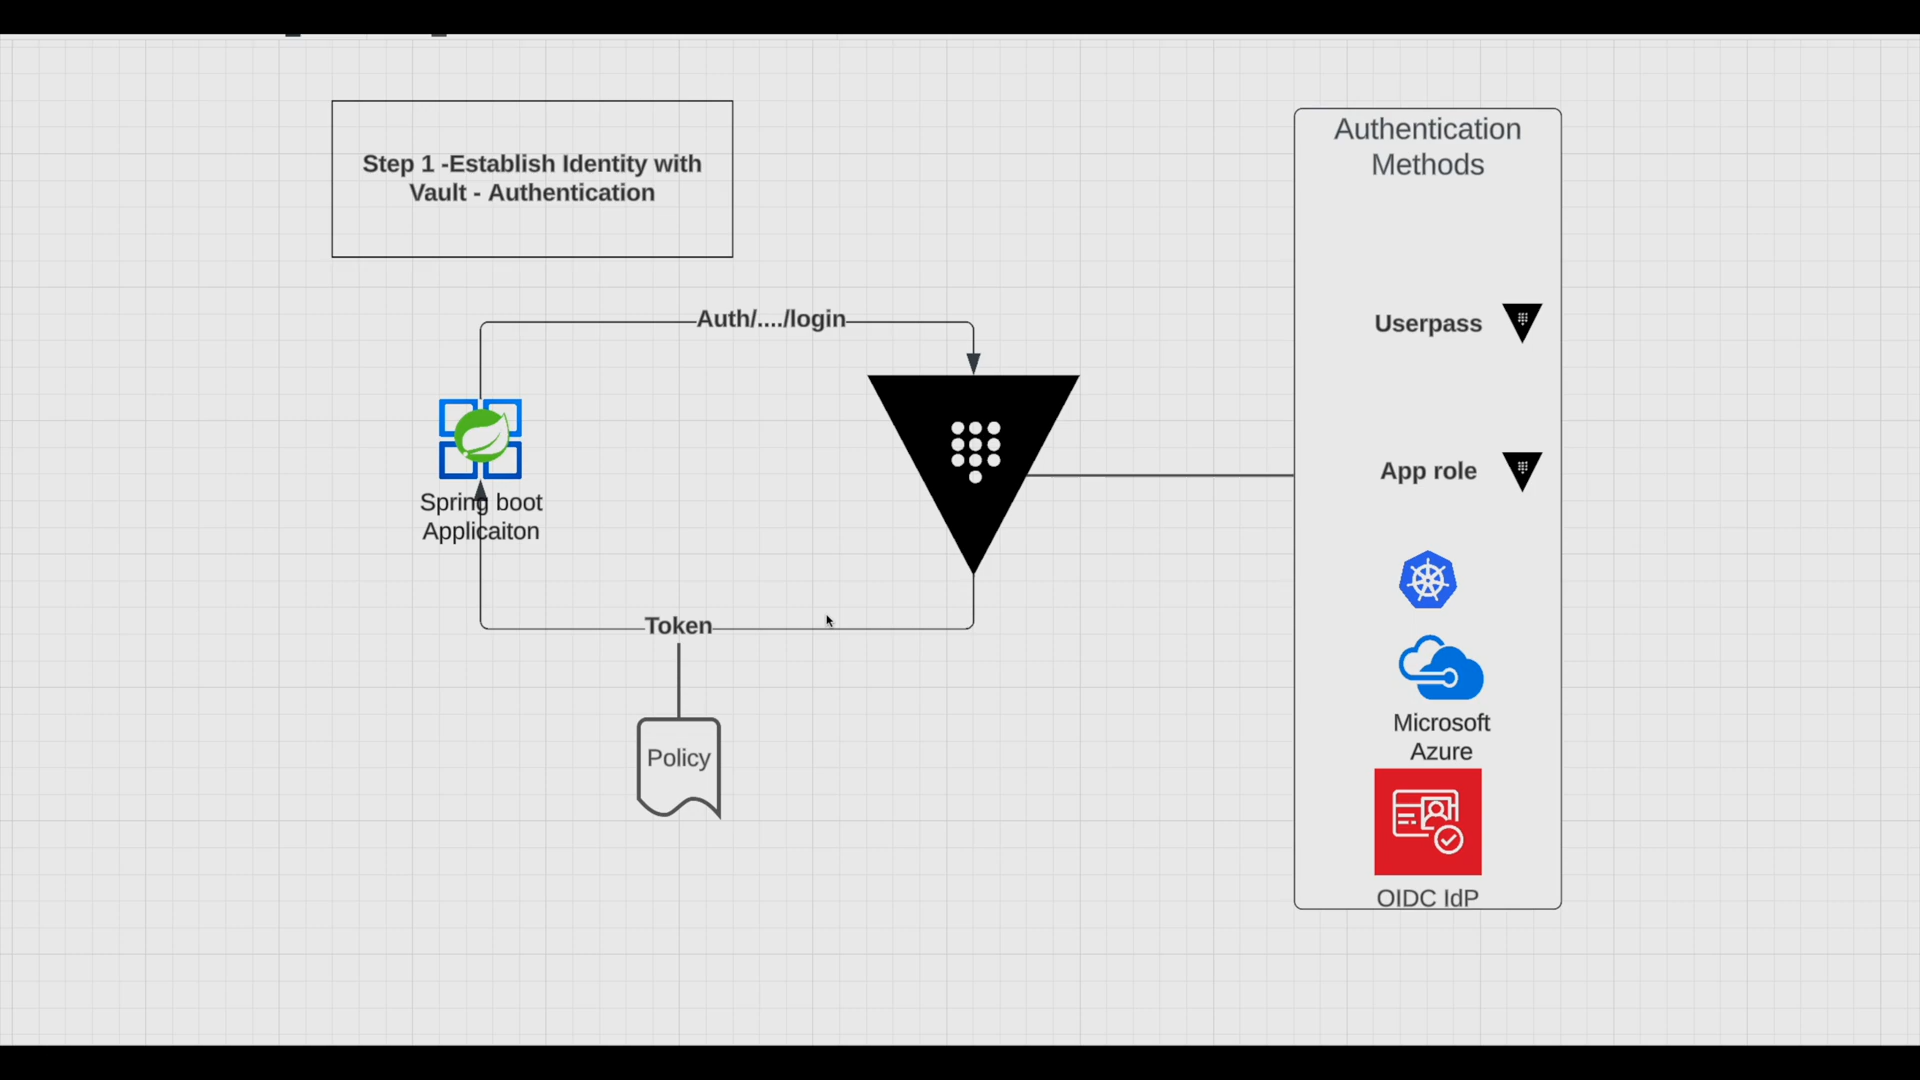 Step 1 -Establish Identity with
Vault - Authentication
Auth/..../login
Spring boot
Applicaiton
Token
Policy
Authentication
Methods
Userpass
App role
Microsoft
Azure
OIDC IdP